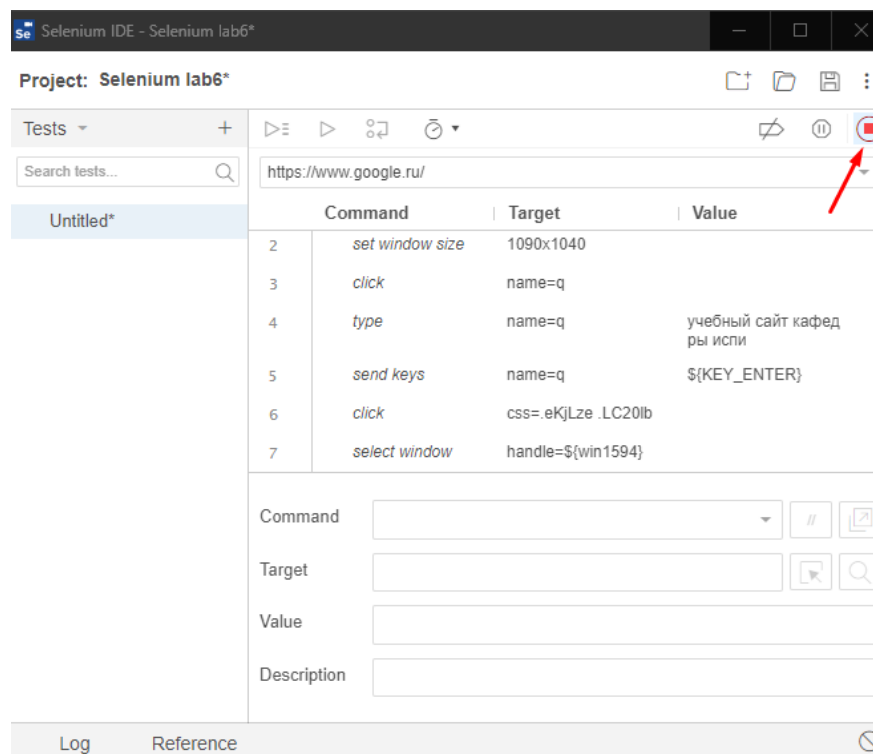 Selenium IDE - Selenium lab6*
Project: Selenium lab6*
Tests
Search tests...
Untitled*
https://www.google.ru/
Command Target Value
2 set window size 1090x1040
3 click name=q
4 type name=q учебный сайт кафед
ры испи
5 send keys name=q ${KEY_ENTER}
6 click css=.eKjLze .LC20lb
7 select window handle=${win1594}
Command
//
Target
Value
Description
Log Reference